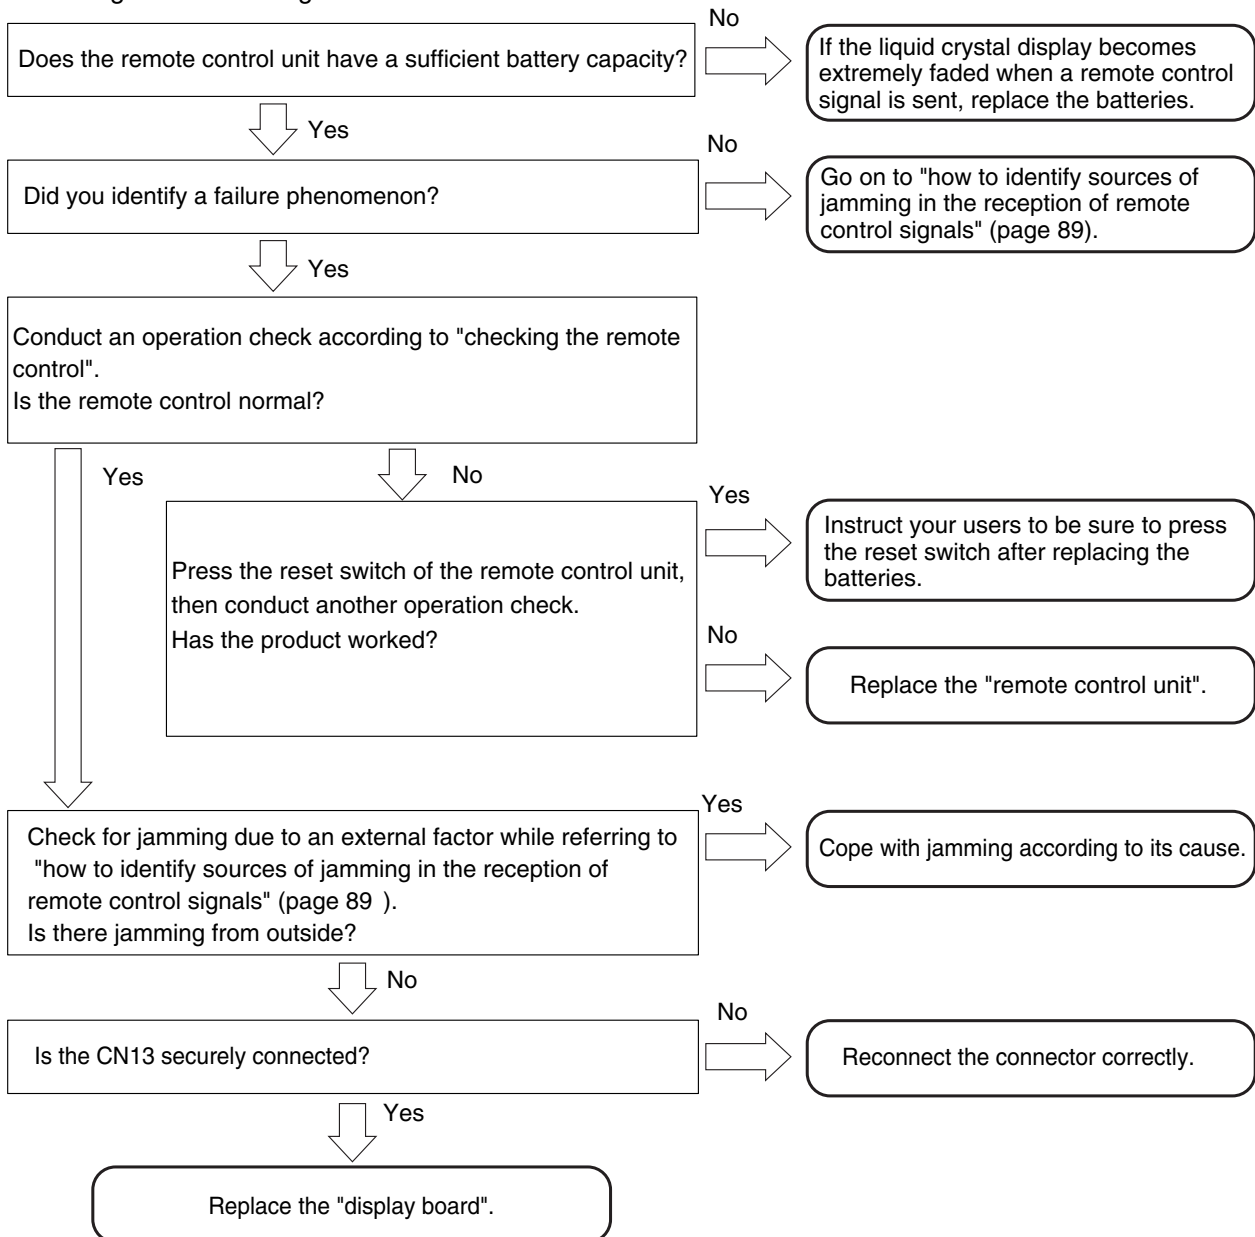 No
Does the remote control unit have a sufficient battery capacity?
If the liquid crystal display becomes
extremely faded when a remote control
signal is sent, replace the batteries.
Yes
No
Did you identify a failure phenomenon?
Go on to "how to identify sources of
jamming in the reception of remote
control signals" (page 89).
Yes
Conduct an operation check according to "checking the remote
control".
Is the remote control normal?
Yes
No
Press the reset switch of the remote control unit,
then conduct another operation check.
Has the product worked?
Yes
Instruct your users to be sure to press
the reset switch after replacing the
batteries.
No
Replace the "remote control unit".
Check for jamming due to an external factor while referring to
"how to identify sources of jamming in the reception of
remote control signals" (page 89 ).
Is there jamming from outside?
Yes
Cope with jamming according to its cause.
No
Is the CN13 securely connected?
No
Reconnect the connector correctly.
Yes
Replace the "display board".